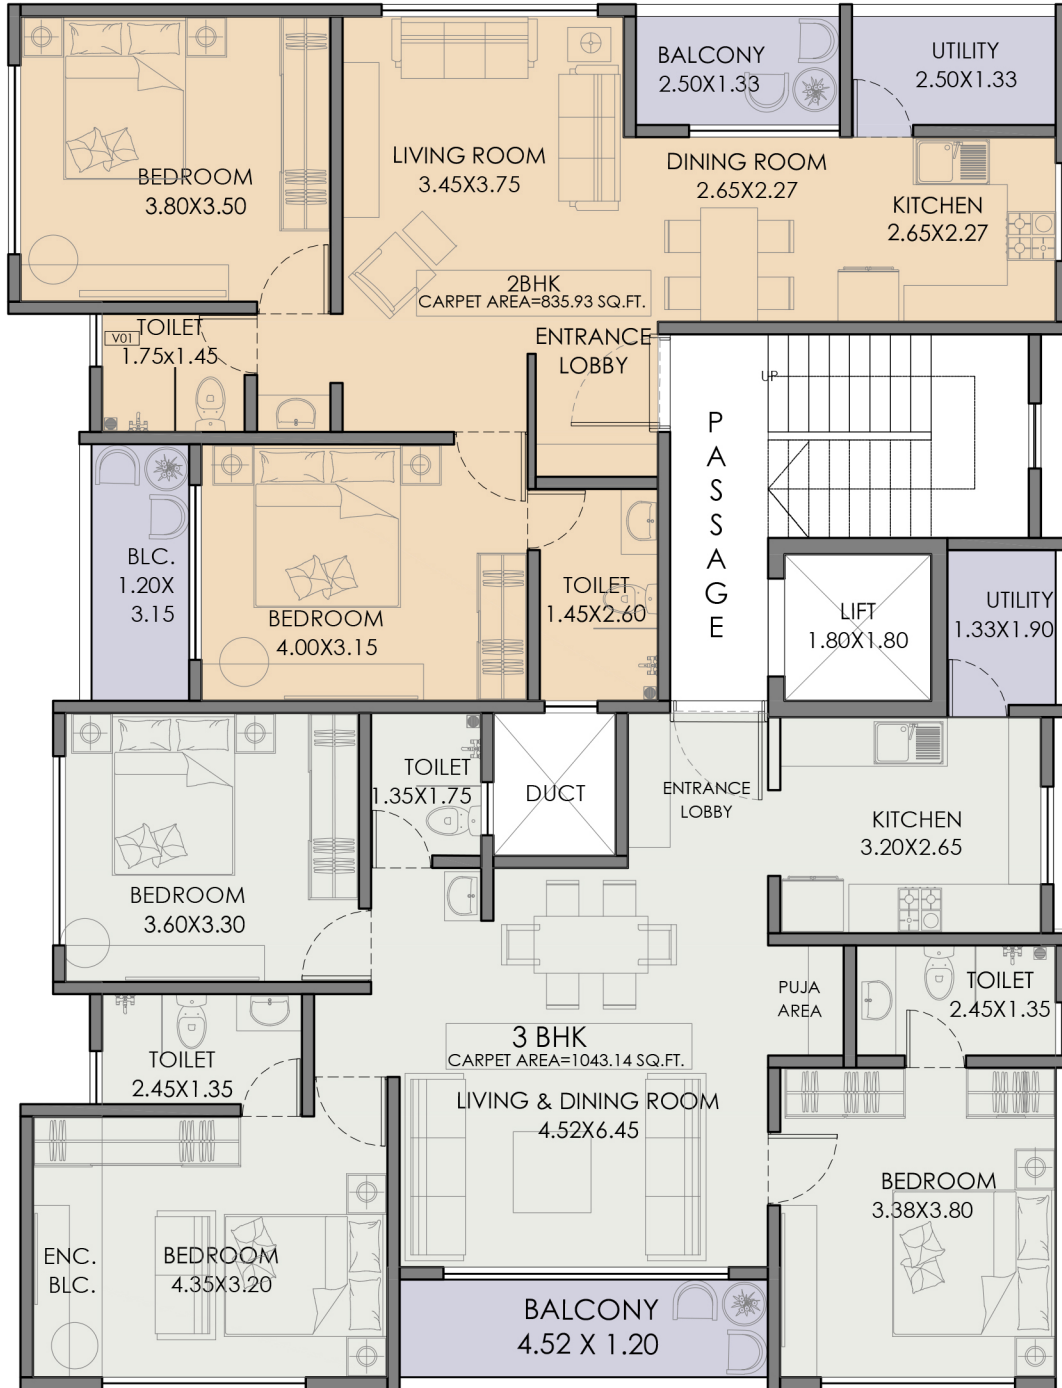 BALCONY
2.50X1.33
UTILITY
2.50X1.33
LIVING ROOM
3.45X3.75
DINING ROOM
2.65X2.27
BEDROOM
3.80X3.50
KITCHEN
2.65X2.27
2BHK
CARPET AREA=835.93 SQ.FT.
TOILET
V01
1.75x1.45
ENTRANCE
LOBBY
UP
PASSAGE
BLC.
1.20X
3.15
BEDROOM
4.00X3.15
TOILET
1.45X2.60
LIFT
1.80X1.80
UTILITY
1.33X1.90
TOILET
1.35X1.75
DUCT
ENTRANCE
LOBBY
KITCHEN
3.20X2.65
BEDROOM
3.60X3.30
PUJA
AREA
TOILET
2.45X1.35
3 BHK
CARPET AREA=1043.14 SQ.FT.
TOILET
2.45X1.35
LIVING & DINING ROOM
4.52X6.45
BEDROOM
3.38X3.80
ENC.
BLC.
BEDROOM
4.35X3.20
BALCONY
4.52 X 1.20